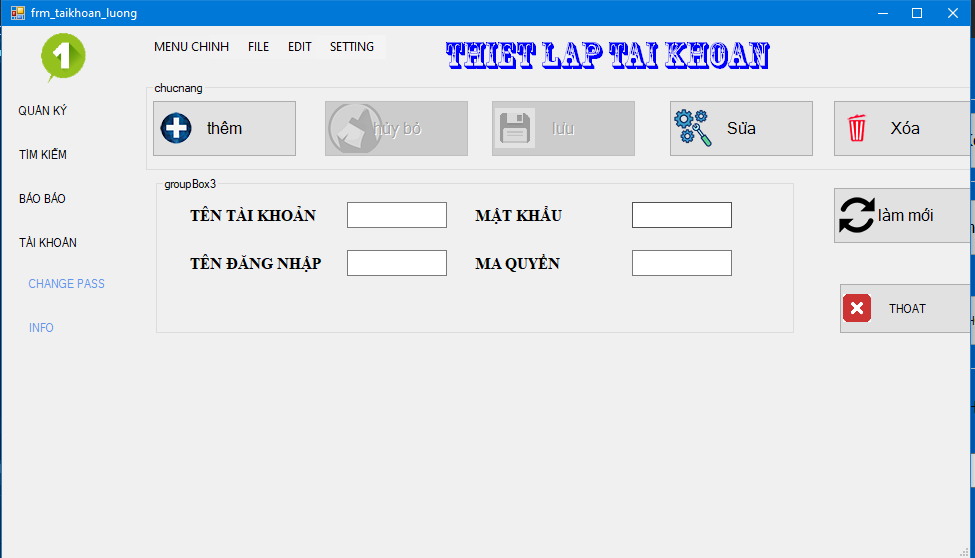 frm_taikhoan_luong
1
MENU CHINH FILE EDIT SETTING
THIET LAP TAI KHOAN
QUẢN KÝ
TÌM KIẾM
BÁO BÁO
TÀI KHOẢN
CHANGE PASS
INFO
chucnang
thêm
hủy bỏ
lưu
Sửa
Xóa
groupBox3
TÊN TÀI KHOẢN
MẬT KHẨU
TÊN ĐĂNG NHẬP
MA QUYỀN
làm mới
THOAT